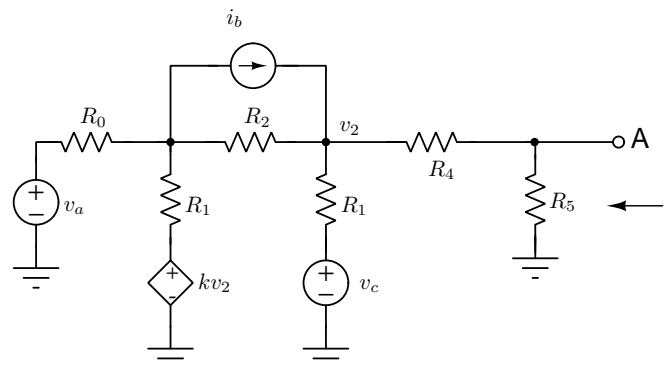 i_b
R_0
R_2
v_2
A
R_4
+
−
v_a
R_1
R_1
R_5
+
-
kv_2
+
−
v_c